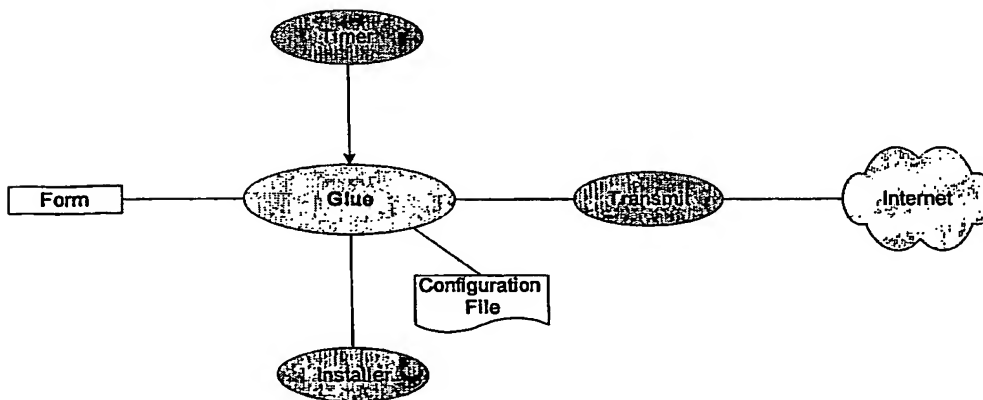 Timer
Form
Glue
Transmit
Internet
Configuration
File
Installer